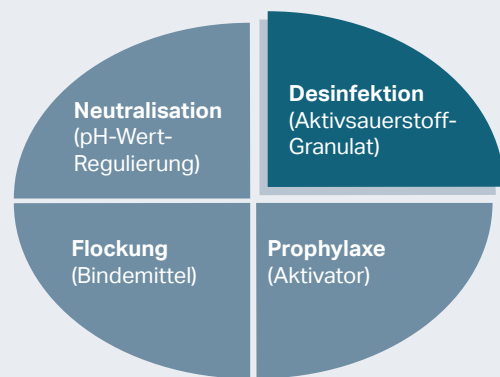 Neutralisation
(pH-Wert-
Regulierung)
Desinfektion
(Aktivsauerstoff-
Granulat)
Flockung
(Bindemittel)
Prophylaxe
(Aktivator)